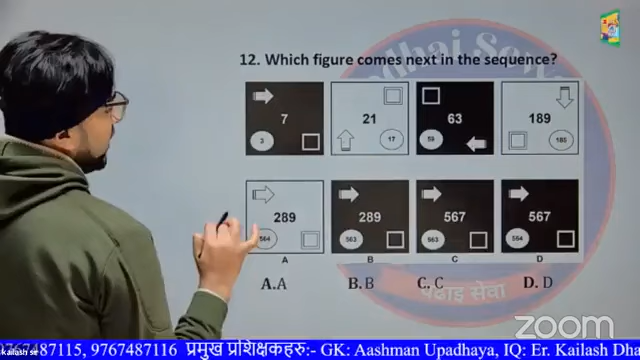 12. Which figure comes next in the sequence?
7
3
21
17
63
59
189
185
289
564
A
289
563
B
567
563
C
567
564
D
A.A B.B C. C D. D
पढाइ सेवा
zoom
kailash se
9767487115, 9767487116 प्रमुख प्रशिक्षकहरुः- GK: Aashman Upadhaya, IQ: Er. Kailash Dha